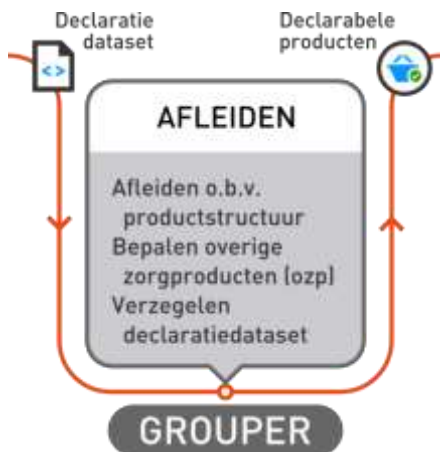 Declaratie
dataset
Declarabele
producten
<>
AFLEIDEN
Afleiden o.b.v.
productstructuur
Bepalen overige
zorgproducten (ozp)
Verzegelen
declaratiedataset
GROUPER